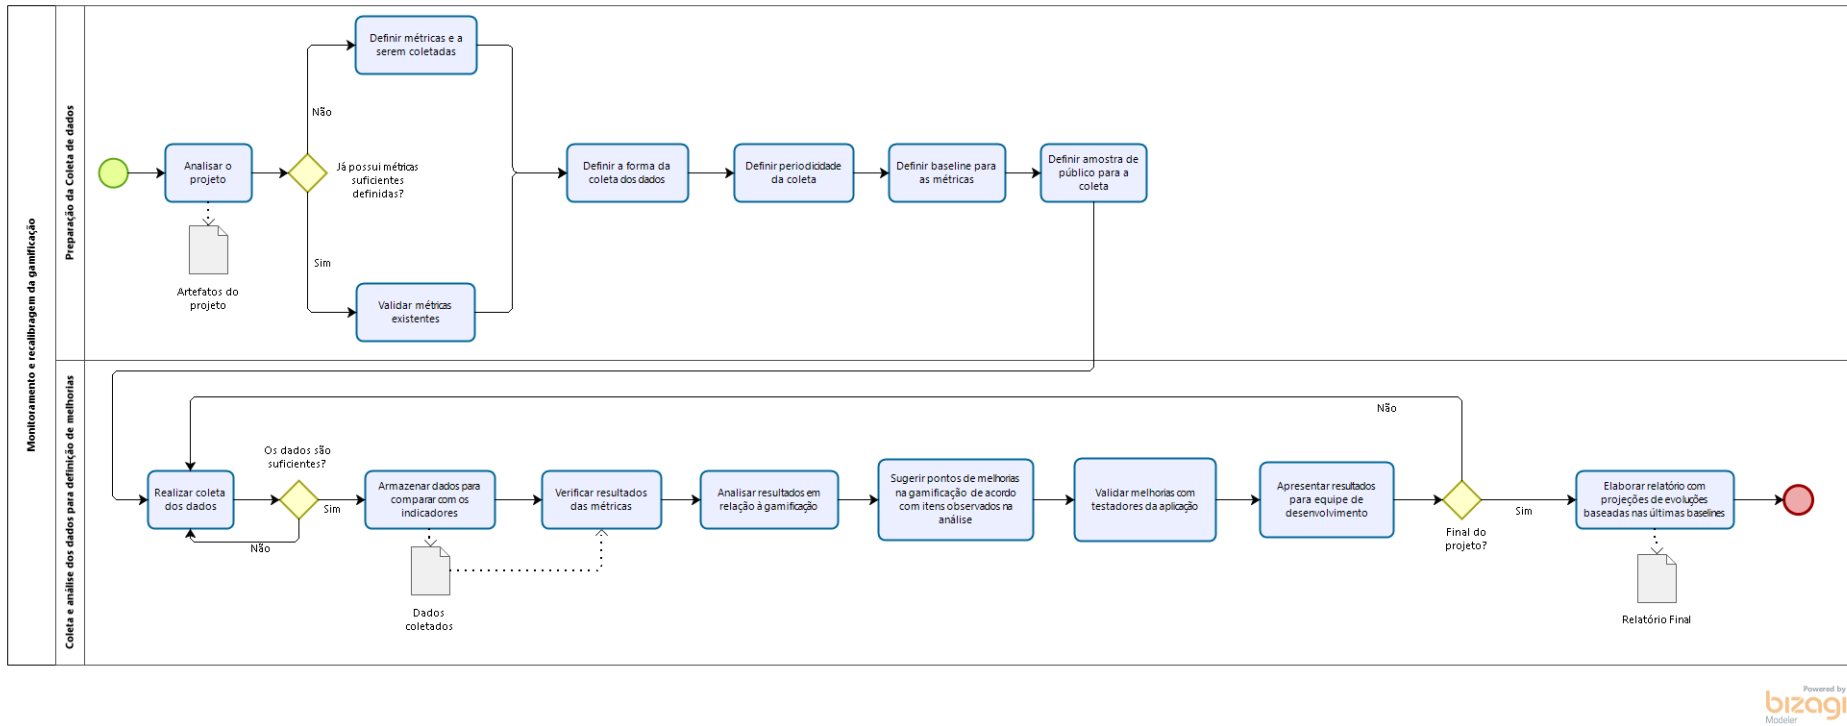 Monitoramento e recalibragem da gamificação
Preparação da Coleta de dados
Analisar o
projeto
Artefatos do
projeto
Já possui métricas
suficientes
definidas?
Não
Definir métricas e a
serem coletadas
Sim
Validar métricas
existentes
Definir a forma da
coleta dos dados
Definir periodicidade
da coleta
Definir baseline para
as métricas
Definir amostra de
público para a
coleta
Coleta e análise dos dados para definição de melhorias
Realizar coleta
dos dados
Os dados são
suficientes?
Não
Sim
Armazenar dados para
comparar com os
indicadores
Dados
coletados
Verificar resultados
das métricas
Analisar resultados em
relação à gamificação
Sugerir pontos de melhorias
na gamificação de acordo
com itens observados na
análise
Validar melhorias com
testadores da aplicação
Apresentar resultados
para equipe de
desenvolvimento
Final do
projeto?
Não
Sim
Elaborar relatório com
projeções de evoluções
baseadas nas últimas baselines
Relatório Final
Powered by
bizagi
Modeler